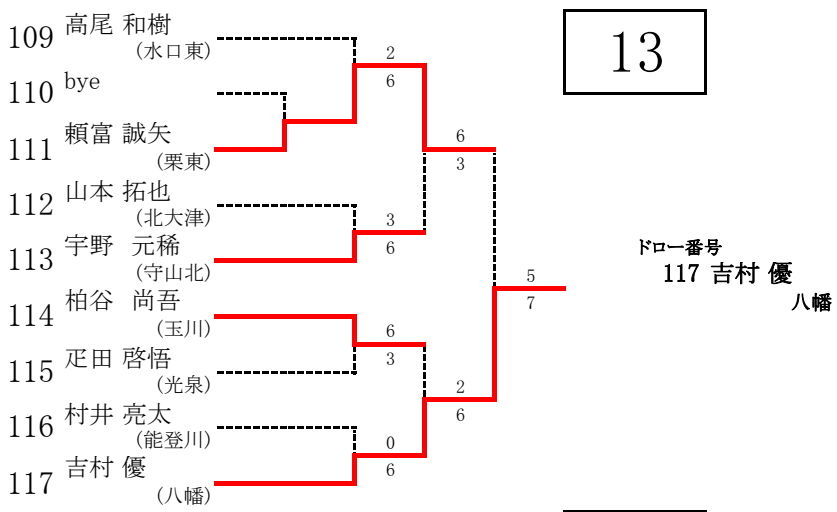 13
109 高尾 和樹
(水口東)
110 bye
111 頼富 誠矢
(栗東)
112 山本 拓也
(北大津)
113 宇野 元稀
(守山北)
114 柏谷 尚吾
(玉川)
115 疋田 啓悟
(光泉)
116 村井 亮太
(能登川)
117 吉村 優
(八幡)
2
6
3
6
6
3
0
6
6
3
2
6
5
7
ドロー番号
117 吉村 優
八幡